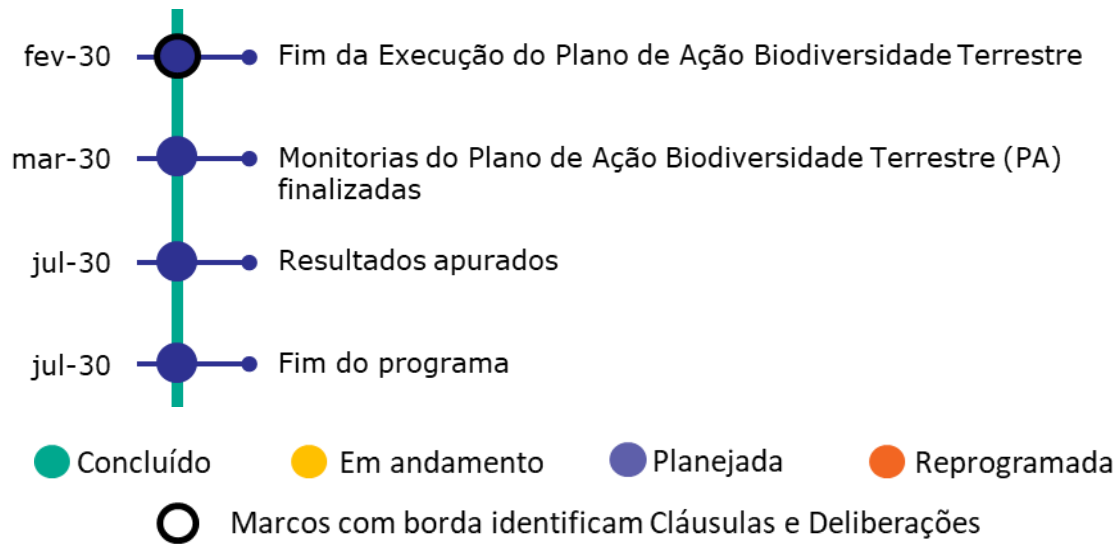 fev-30 Fim da Execução do Plano de Ação Biodiversidade Terrestre
mar-30 Monitorias do Plano de Ação Biodiversidade Terrestre (PA)
finalizadas
jul-30 Resultados apurados
jul-30 Fim do programa
Concluído Em andamento Planejada Reprogramada
Marcos com borda identificam Cláusulas e Deliberações